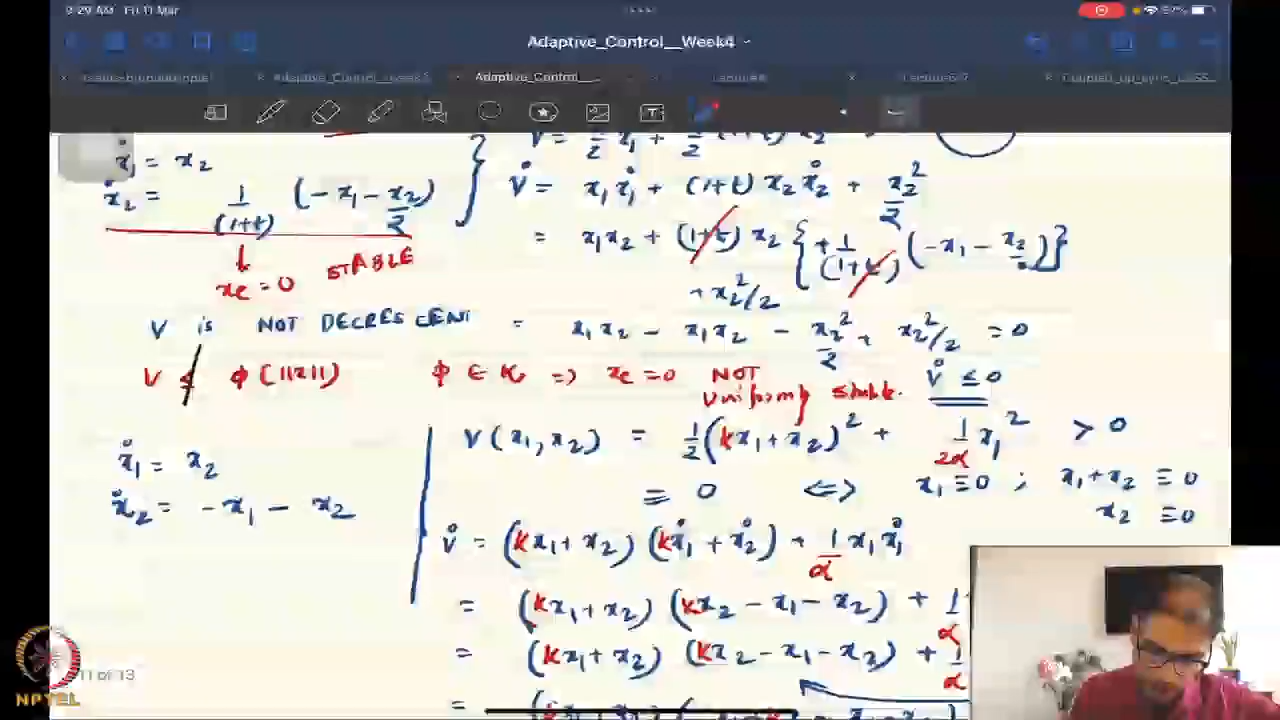 Fri 11 Mar
Adaptive_Control__Week4
Adaptive_Control__...
ẋ₁ = x₂
ẋ₂ = 1/(1+t) (-x₁ - x₂/2)
xe = 0 STABLE
V̇ = x₁ẋ₁ + (1+t) x₂ẋ₂ + x₂²/2
= x₁x₂ + (1+t) x₂ { +1/(1+t) (-x₁ - x₂/2) }
+ x₂²/2
V is NOT DECRESCENT = x₁x₂ - x₁x₂ - x₂²/2 + x₂²/2 = 0
V ≰ φ(||x||) φ ∈ K => xe = 0 NOT uniformly stable. V̇ ≤ 0
V(x₁, x₂) = 1/2 (kx₁ + x₂)² + 1/2α x₁² > 0
≡ 0 <=> x₁ ≡ 0 ; x₁ + x₂ ≡ 0
x₂ ≡ 0
ẋ₁ = x₂
ẋ₂ = -x₁ - x₂
V̇ = (kx₁ + x₂) (kẋ₁ + ẋ₂) + 1/α x₁ẋ₁
= (kx₁ + x₂) (kx₂ - x₁ - x₂) + 1/α
= (kx₁ + x₂) (kx₂ - x₁ - x₂) + 1/α
11 of 13
NPTEL